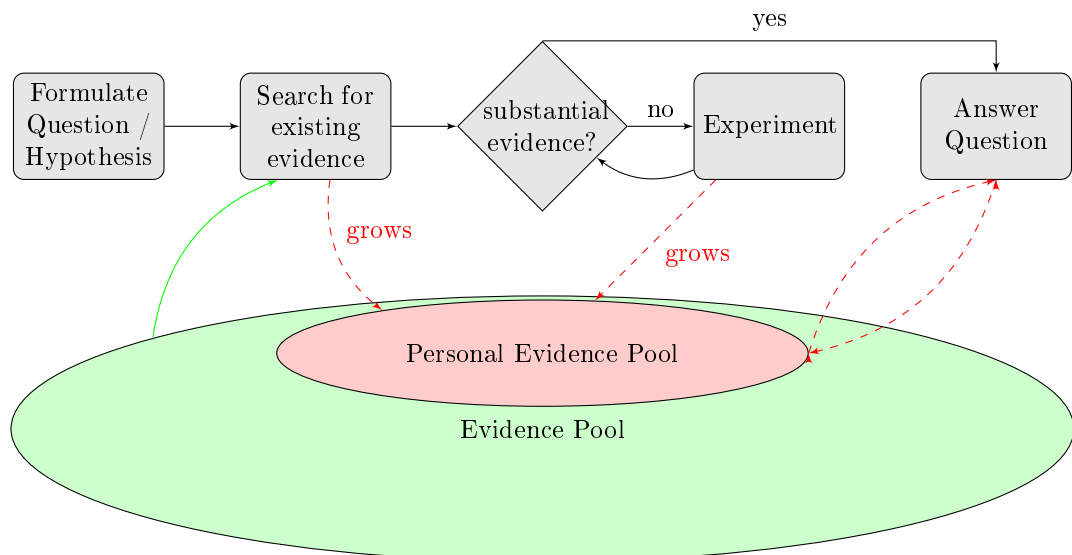 yes
Formulate
Question /
Hypothesis
Search for
existing
evidence
substantial
evidence?
no
Experiment
Answer
Question
grows
grows
Personal Evidence Pool
Evidence Pool